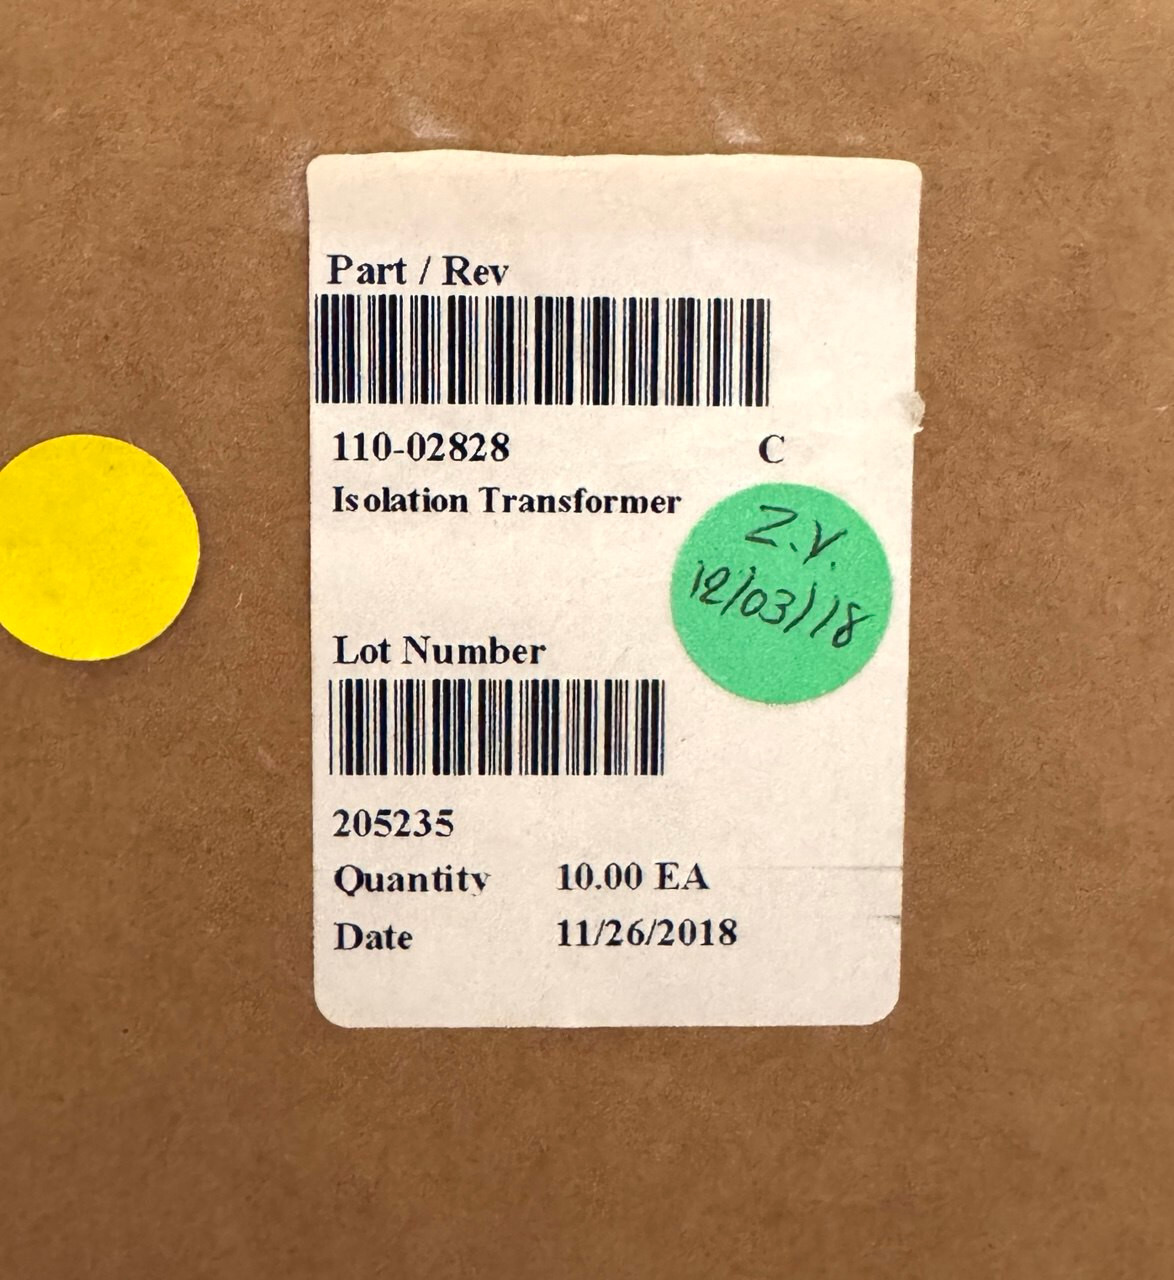 Part / Rev
110-02828 C
Isolation Transformer
Z.V.
12/03/18
Lot Number
205235
Quantity 10.00 EA
Date 11/26/2018